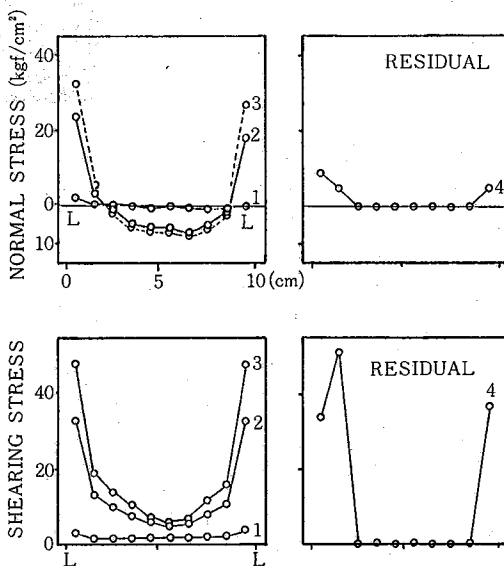 NORMAL STRESS (kgf/cm²)
40
20
0
10
L
L
3
2
1
0
5
10 (cm)
RESIDUAL
4
SHEARING STRESS
40
20
0
L
L
3
2
1
RESIDUAL
4